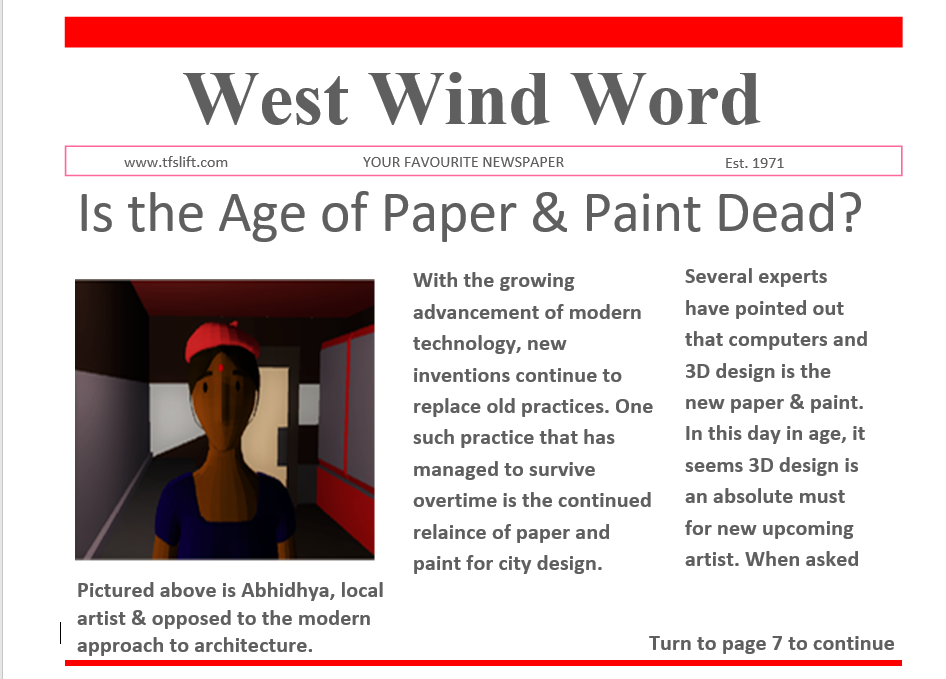 West Wind Word
www.tfslift.com YOUR FAVOURITE NEWSPAPER Est. 1971
Is the Age of Paper & Paint Dead?
Pictured above is Abhidhya, local
artist & opposed to the modern
approach to architecture.
With the growing
advancement of modern
technology, new
inventions continue to
replace old practices. One
such practice that has
managed to survive
overtime is the continued
relaince of paper and
paint for city design.
Several experts
have pointed out
that computers and
3D design is the
new paper & paint.
In this day in age, it
seems 3D design is
an absolute must
for new upcoming
artist. When asked
Turn to page 7 to continue